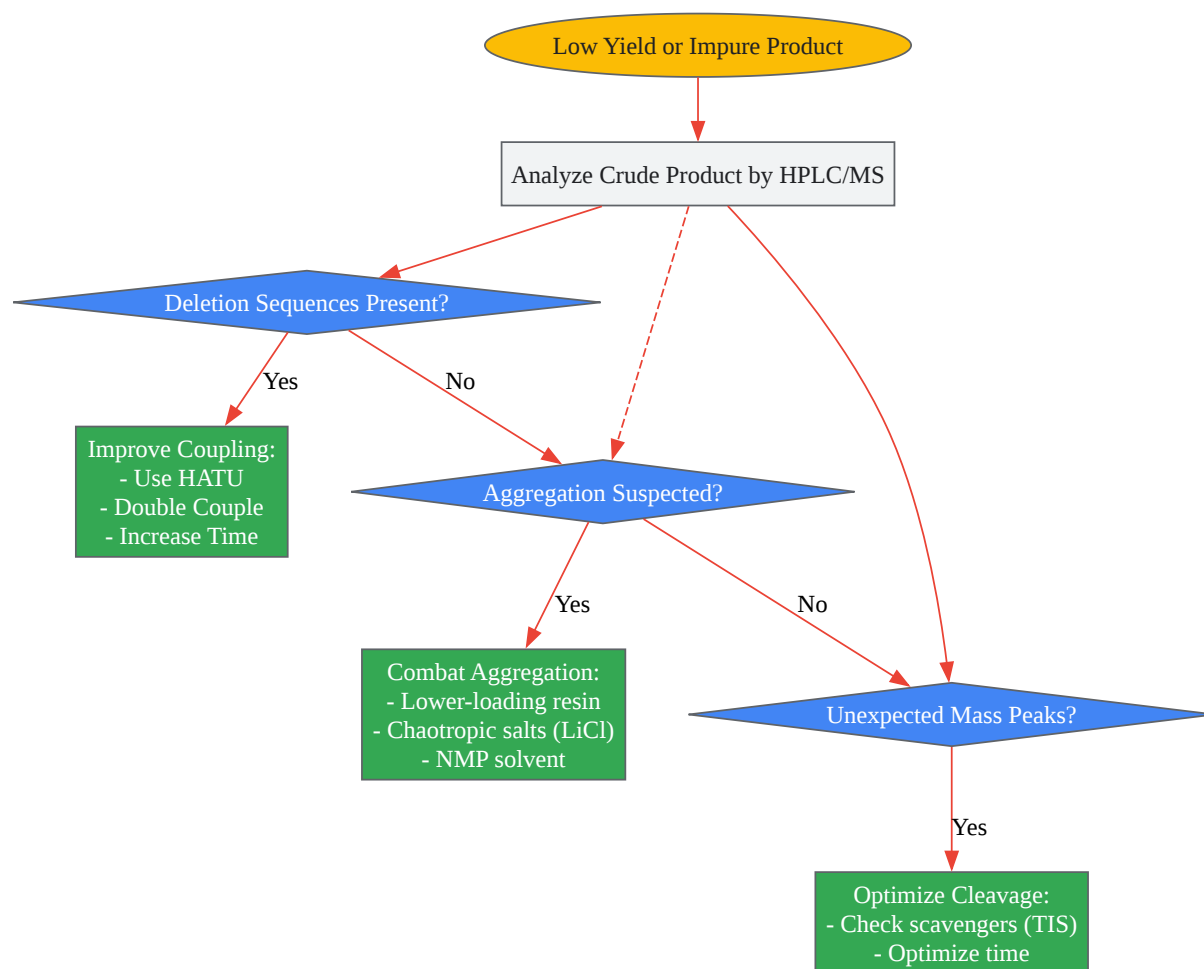 Low Yield or Impure Product
Analyze Crude Product by HPLC/MS
Deletion Sequences Present?
Yes
No
Improve Coupling:
- Use HATU
- Double Couple
- Increase Time
Aggregation Suspected?
Yes
No
Combat Aggregation:
- Lower-loading resin
- Chaotropic salts (LiCl)
- NMP solvent
Unexpected Mass Peaks?
Yes
Optimize Cleavage:
- Check scavengers (TIS)
- Optimize time